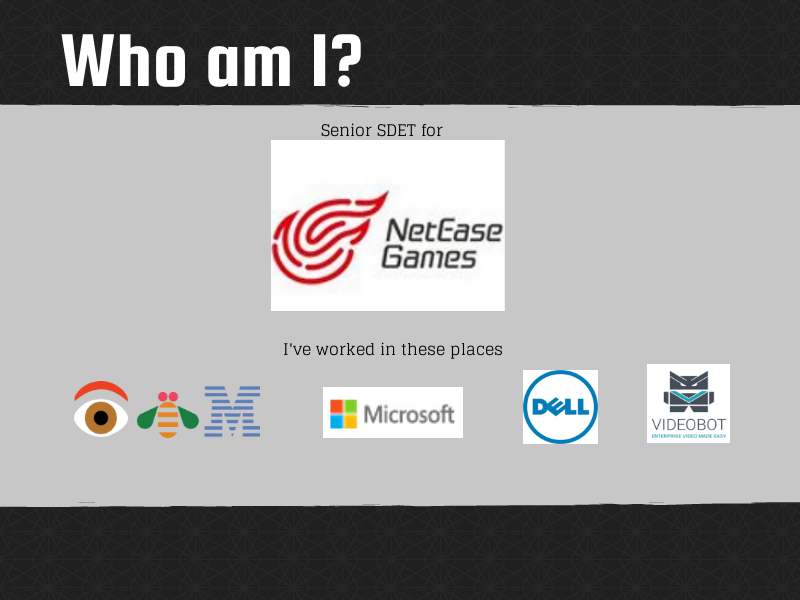 Who am I?
Senior SDET for
NetEase
Games
I've worked in these places
M
Microsoft
DELL
VIDEOBOT
ENTERPRISE VIDEO MADE EASY